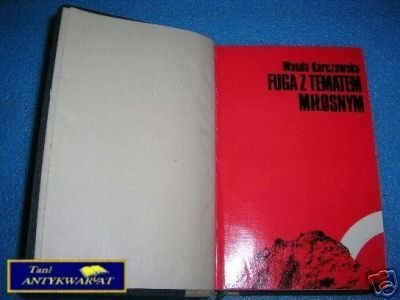 Wanda Karczewska
FUGA Z TEMATEM
MIŁOSNYM
Tani
ANTYKWARIAT